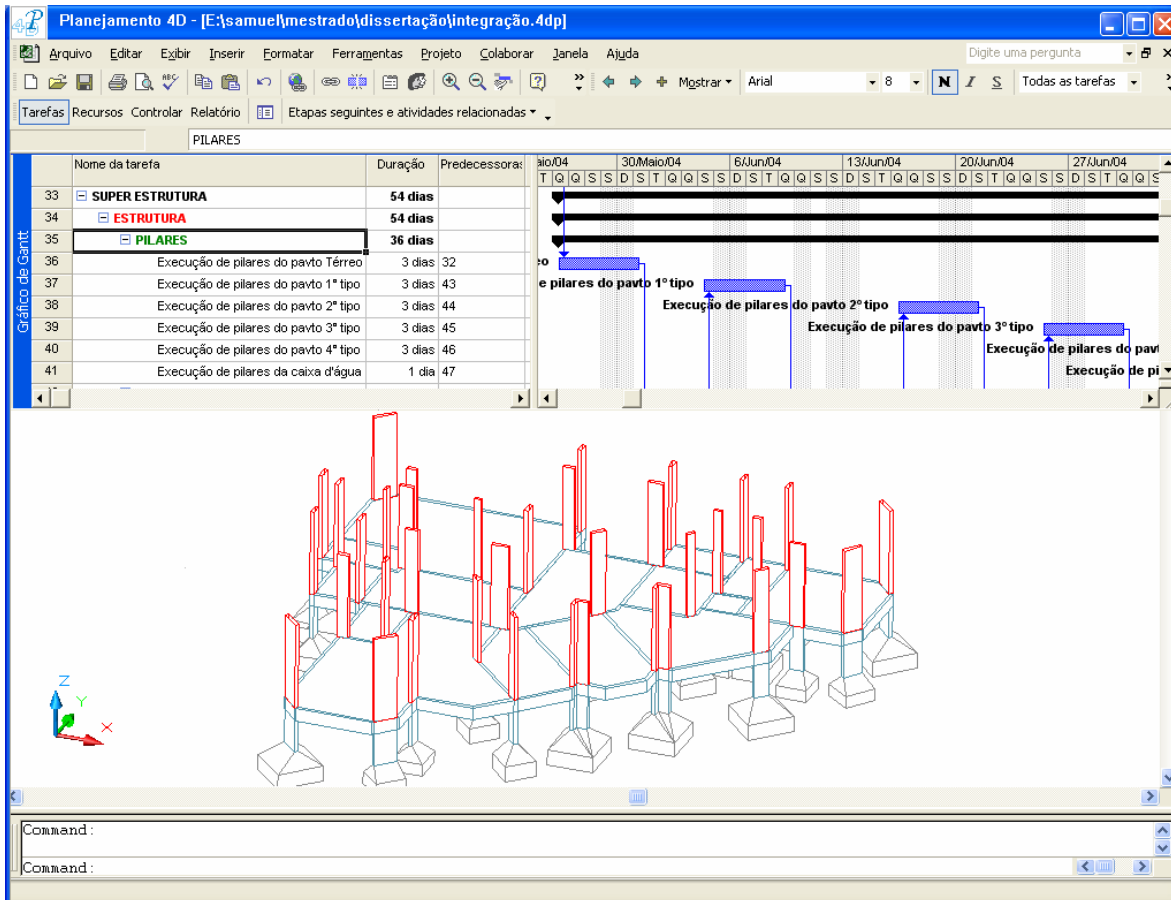 Planejamento 4D - [E:\samuel\mestrado\dissertação\integração.4dp]
Arquivo Editar Exibir Inserir Formatar Ferramentas Projeto Colaborar Janela Ajuda Digite uma pergunta
Mostrar Arial 8 N I S Todas as tarefas
Tarefas Recursos Controlar Relatório Etapas seguintes e atividades relacionadas
PILARES
Nome da tarefa Duração Predecessoras aio/04 30/Maio/04 6/Jun/04 13/Jun/04 20/Jun/04 27/Jun/04
T Q Q S S D S T Q Q S S D S T Q Q S S D S T Q Q S S D S T Q Q S S D S T Q Q S
33 SUPER ESTRUTURA 54 dias
34 ESTRUTURA 54 dias
35 PILARES 36 dias
36 Execução de pilares do pavto Térreo 3 dias 32 eo
37 Execução de pilares do pavto 1º tipo 3 dias 43 e pilares do pavto 1º tipo
38 Execução de pilares do pavto 2º tipo 3 dias 44 Execução de pilares do pavto 2º tipo
39 Execução de pilares do pavto 3º tipo 3 dias 45 Execução de pilares do pavto 3º tipo
40 Execução de pilares do pavto 4º tipo 3 dias 46 Execução de pilares do pavt
41 Execução de pilares da caixa d'água 1 dia 47 Execução de pi
Gráfico de Gantt
Z
Y
X
Command:
Command: